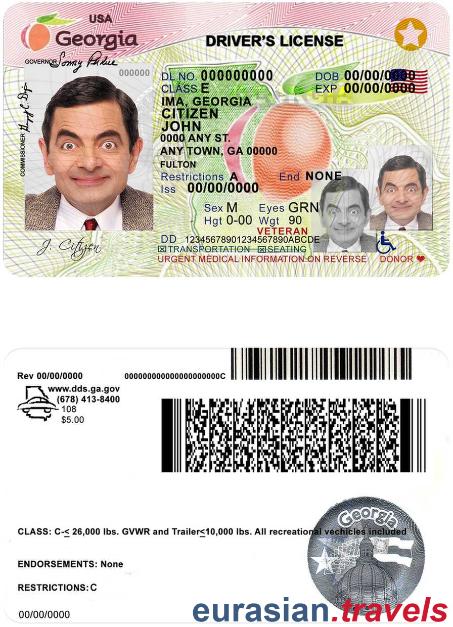 USA
Georgia
DRIVER'S LICENSE
GOVERNOR
000000
COMMISSIONER
DL NO. 000000000
DOB 00/00/0000
CLASS E
EXP 00/00/0000
IMA, GEORGIA
CITIZEN
JOHN
0000 ANY ST.
ANY TOWN, GA 00000
FULTON
Restrictions A
End NONE
Iss 00/00/0000
Sex M
Eyes GRN
Hgt 0-00
Wgt 90
VETERAN
J. Citizen
DD 12345678901234567890ABCDE
TRANSPORTATION SEATING
URGENT MEDICAL INFORMATION ON REVERSE
DONOR
Rev 00/00/0000
www.dds.ga.gov
(678) 413-8400
108
$5.00
Georgia
CLASS: C-< 26,000 lbs. GVWR and Trailer<10,000 lbs. All recreational vechicles included
ENDORSEMENTS: None
RESTRICTIONS: C
00/00/0000
eurasian.travels